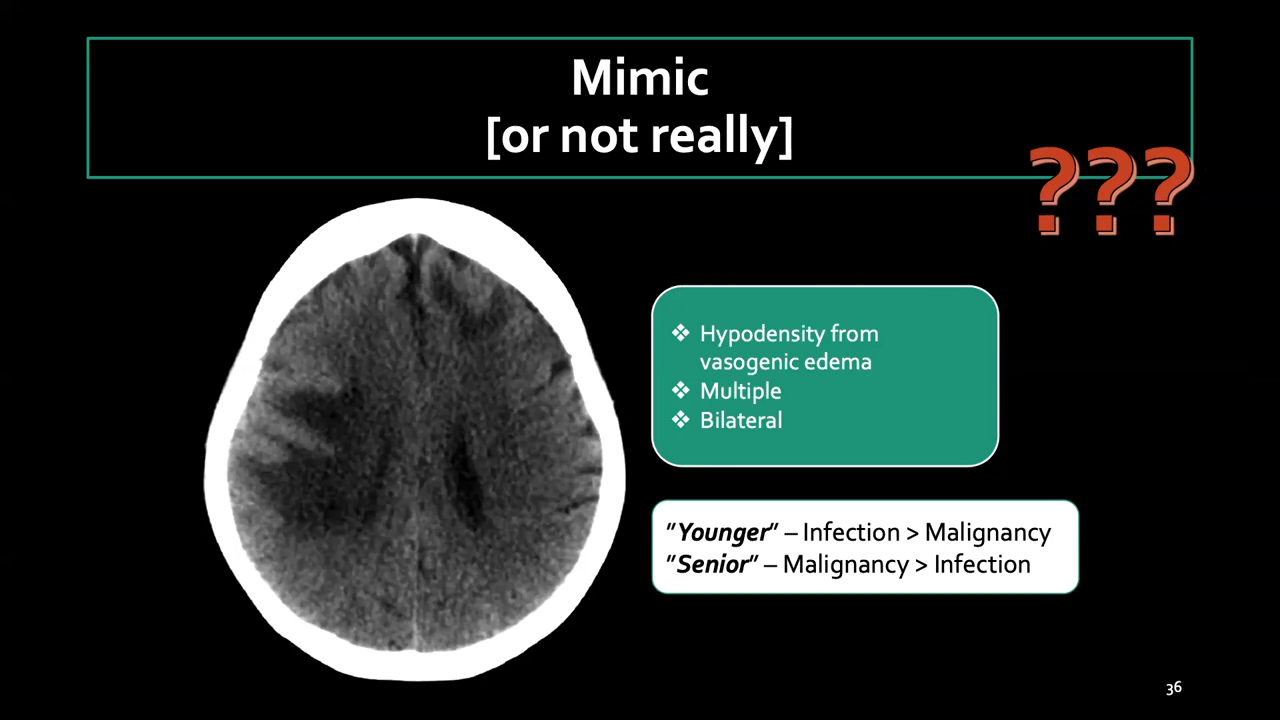 Mimic
[or not really]
???
❖ Hypodensity from
vasogenic edema
❖ Multiple
❖ Bilateral
"Younger" – Infection > Malignancy
"Senior" – Malignancy > Infection
36